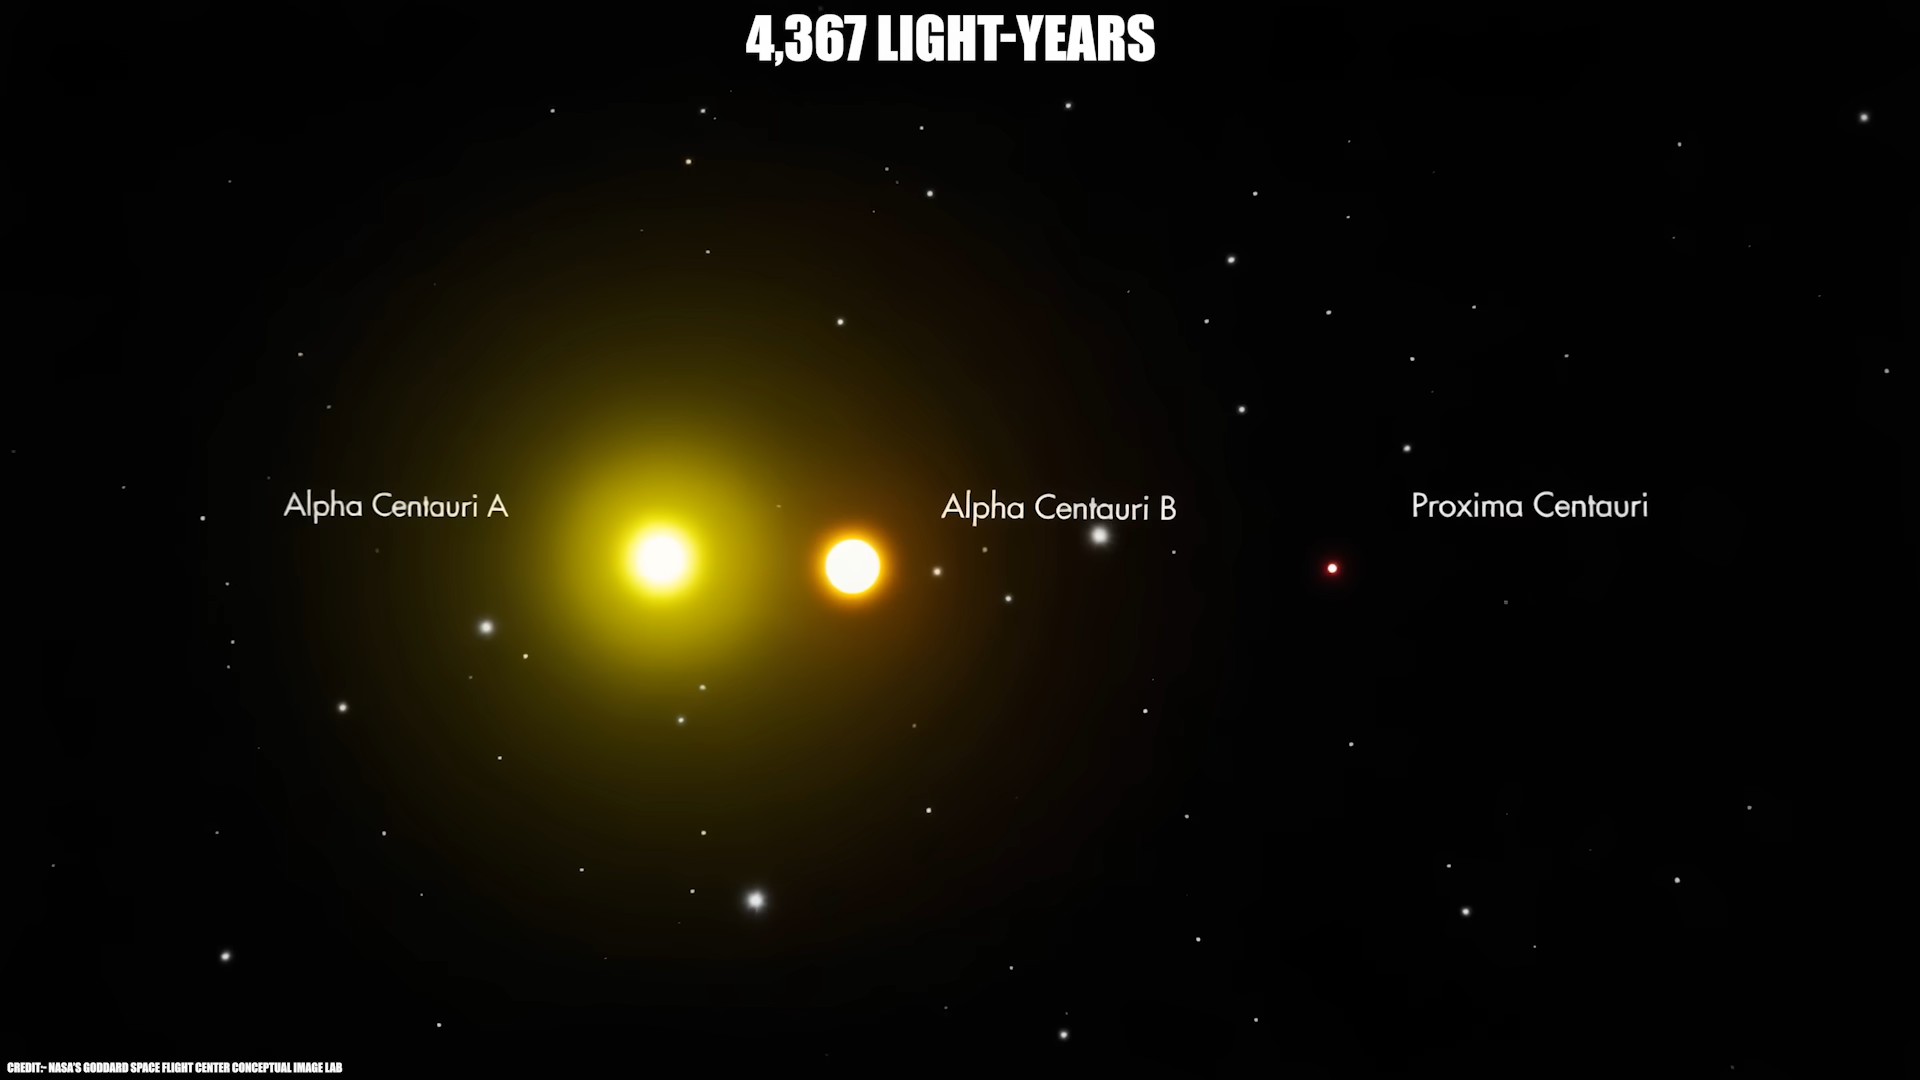 4,367 LIGHT-YEARS
Alpha Centauri A
Alpha Centauri B
Proxima Centauri
CREDIT:- NASA'S GODDARD SPACE FLIGHT CENTER CONCEPTUAL IMAGE LAB